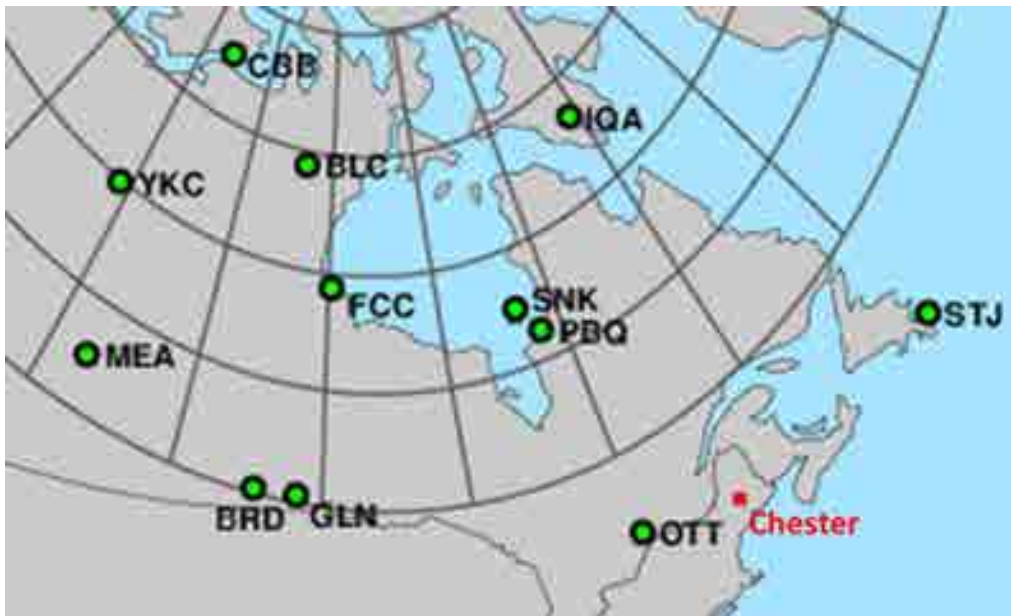 CBB
IQA
BLC
YKC
FCC
SNK
PBQ
STJ
MEA
BRD
GLN
OTT
Chester